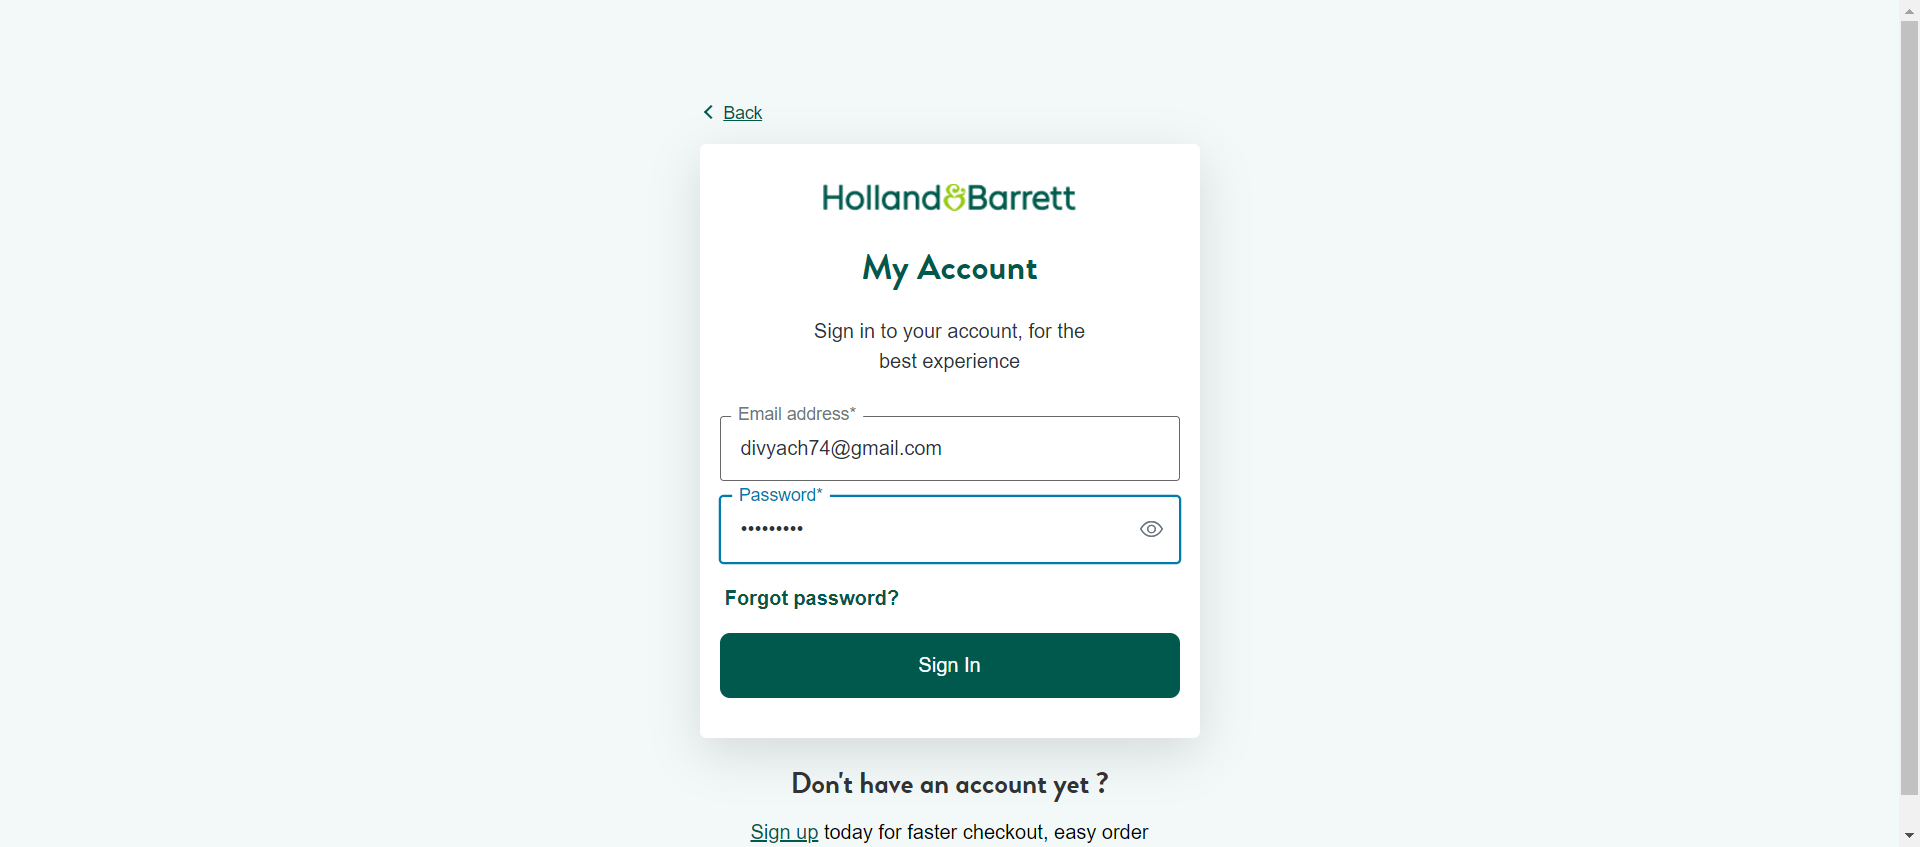 Back
Holland&Barrett
My Account
Sign in to your account, for the
best experience
Email address*
divyach74@gmail.com
Password*
•••••••••
Forgot password?
Sign In
Don't have an account yet ?
Sign up today for faster checkout, easy order